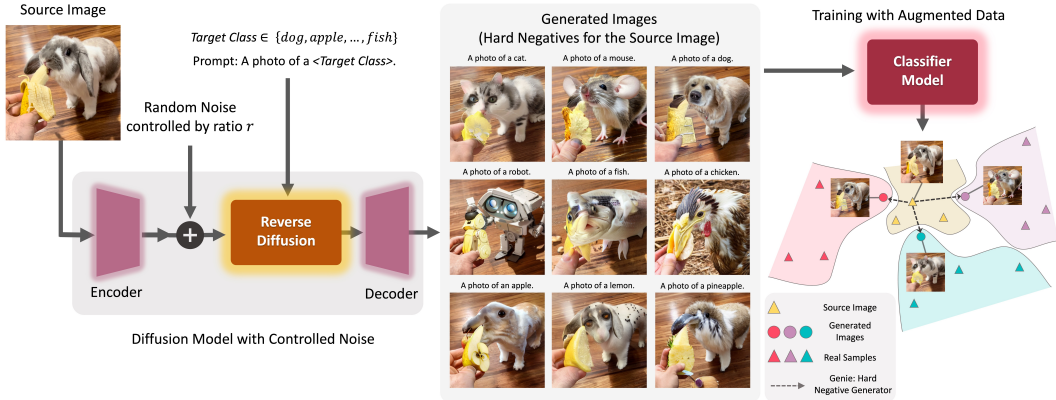 Source Image
Target Class ∈ {dog, apple, ..., fish}
Prompt: A photo of a <Target Class>.
Random Noise
controlled by ratio r
+
Encoder
Reverse
Diffusion
Decoder
Diffusion Model with Controlled Noise
Generated Images
(Hard Negatives for the Source Image)
A photo of a cat.
A photo of a mouse.
A photo of a dog.
A photo of a robot.
A photo of a fish.
A photo of a chicken.
A photo of an apple.
A photo of a lemon.
A photo of a pineapple.
Training with Augmented Data
Classifier
Model
Source Image
Generated
Images
Real Samples
Genie: Hard
Negative Generator